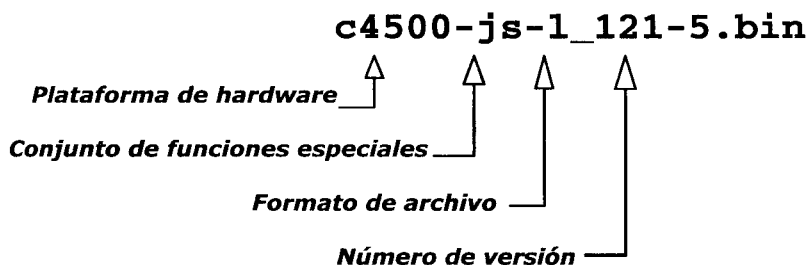 c4500-js-l_121-5.bin
Plataforma de hardware
Conjunto de funciones especiales
Formato de archivo
Número de versión